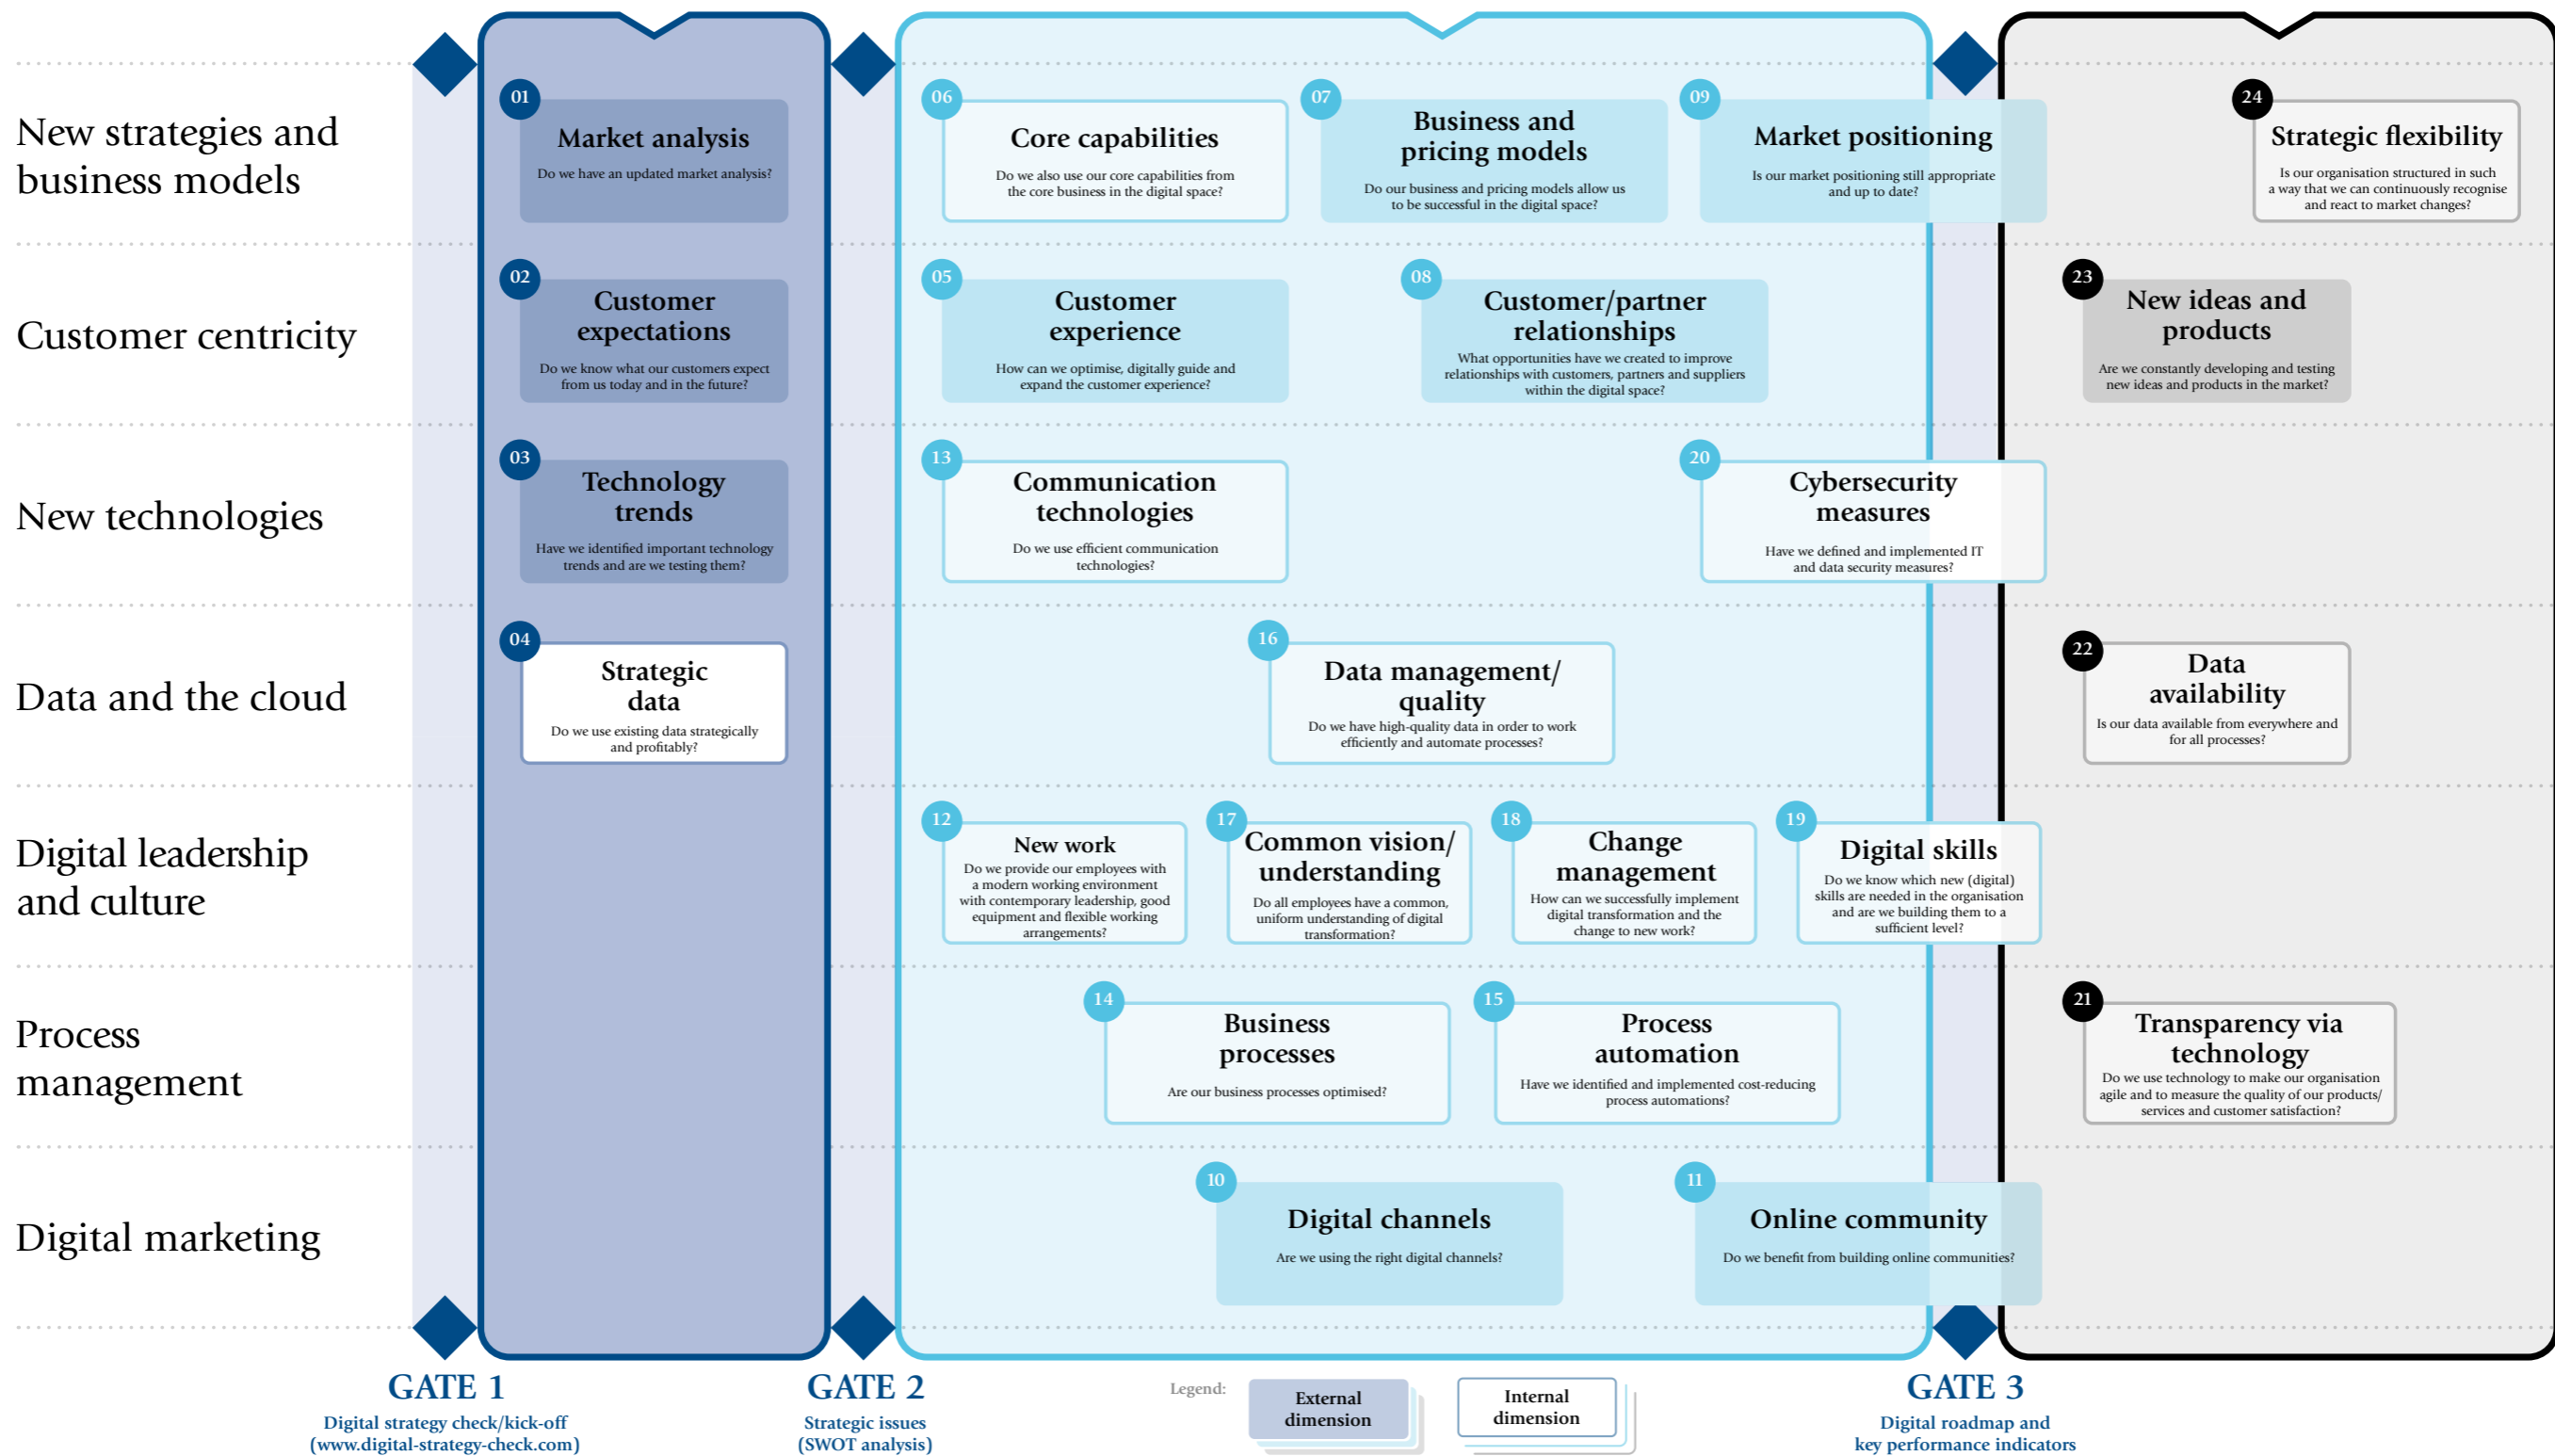 New strategies and
business models
01
Market analysis
Do we have an updated market analysis?
06
Core capabilities
Do we also use our core capabilities from
the core business in the digital space?
07
Business and
pricing models
Do our business and pricing models allow us
to be successful in the digital space?
09
Market positioning
Is our market positioning still appropriate
and up to date?
24
Strategic flexibility
Is our organisation structured in such
a way that we can continuously recognise
and react to market changes?
Customer centricity
02
Customer
expectations
Do we know what our customers expect
from us today and in the future?
05
Customer
experience
How can we optimise, digitally guide and
expand the customer experience?
08
Customer/partner
relationships
What opportunities have we created to improve
relationships with customers, partners and suppliers
within the digital space?
23
New ideas and
products
Are we constantly developing and testing
new ideas and products in the market?
New technologies
03
Technology
trends
Have we identified important technology
trends and are we testing them?
13
Communication
technologies
Do we use efficient communication
technologies?
20
Cybersecurity
measures
Have we defined and implemented IT
and data security measures?
Data and the cloud
04
Strategic
data
Do we use existing data strategically
and profitably?
16
Data management/
quality
Do we have high-quality data in order to work
efficiently and automate processes?
22
Data
availability
Is our data available from everywhere and
for all processes?
Digital leadership
and culture
12
New work
Do we provide our employees with
a modern working environment
with contemporary leadership, good
equipment and flexible working
arrangements?
17
Common vision/
understanding
Do all employees have a common,
uniform understanding of digital
transformation?
18
Change
management
How can we successfully implement
digital transformation and the
change to new work?
19
Digital skills
Do we know which new (digital)
skills are needed in the organisation
and are we building them to a
sufficient level?
Process
management
14
Business
processes
Are our business processes optimised?
15
Process
automation
Have we identified and implemented cost-reducing
process automations?
21
Transparency via
technology
Do we use technology to make our organisation
agile and to measure the quality of our products/
services and customer satisfaction?
Digital marketing
10
Digital channels
Are we using the right digital channels?
11
Online community
Do we benefit from building online communities?
GATE 1
Digital strategy check/kick-off
(www.digital-strategy-check.com)
GATE 2
Strategic issues
(SWOT analysis)
Legend:
External
dimension
Internal
dimension
GATE 3
Digital roadmap and
key performance indicators